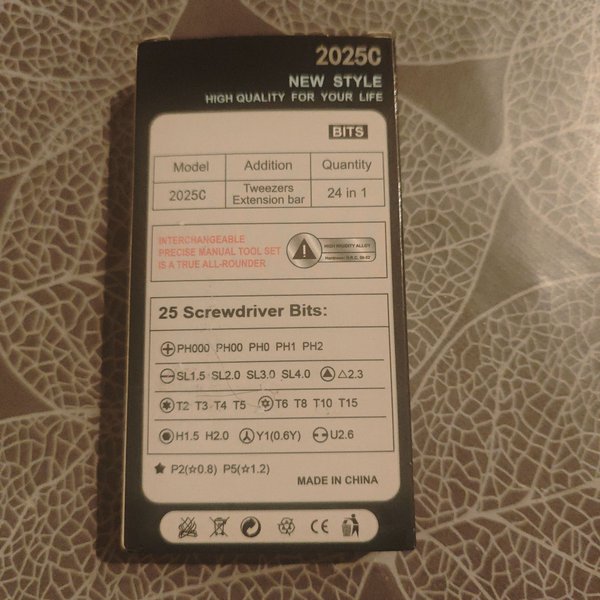 2025C
NEW STYLE
HIGH QUALITY FOR YOUR LIFE
BITS
Model Addition Quantity
2025C Tweezers Extension bar 24 in 1
INTERCHANGEABLE
PRECISE MANUAL TOOL SET
IS A TRUE ALL-ROUNDER
HIGH RIGIDITY ALLEY
25 Screwdriver Bits:
PH000 PH00 PH0 PH1 PH2
SL1.5 SL2.0 SL3.0 SL4.0 △2.3
T2 T3 T4 T5 T6 T8 T10 T15
H1.5 H2.0 Y1(0.6Y) U2.6
★ P2(☆0.8) P5(☆1.2)
MADE IN CHINA
CE